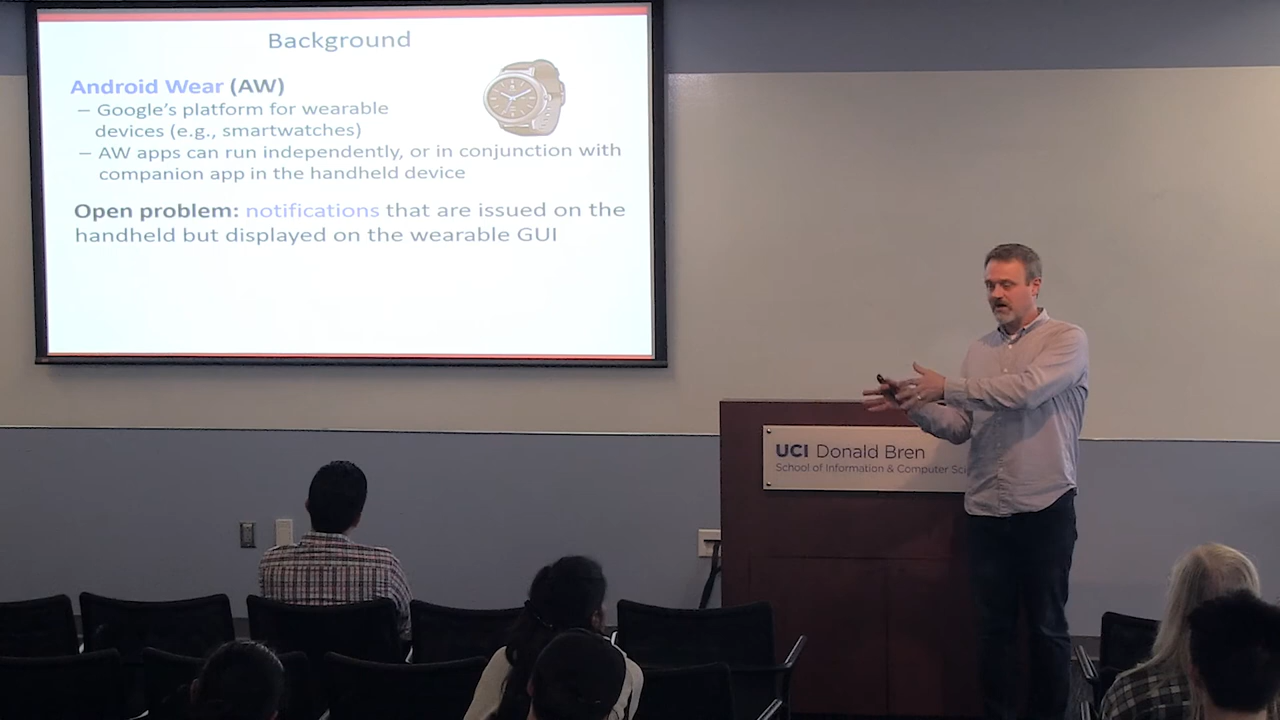 Background
Android Wear (AW)
– Google's platform for wearable
devices (e.g., smartwatches)
– AW apps can run independently, or in conjunction with
companion app in the handheld device
Open problem: notifications that are issued on the
handheld but displayed on the wearable GUI
UCI Donald Bren
School of Information & Computer Sci